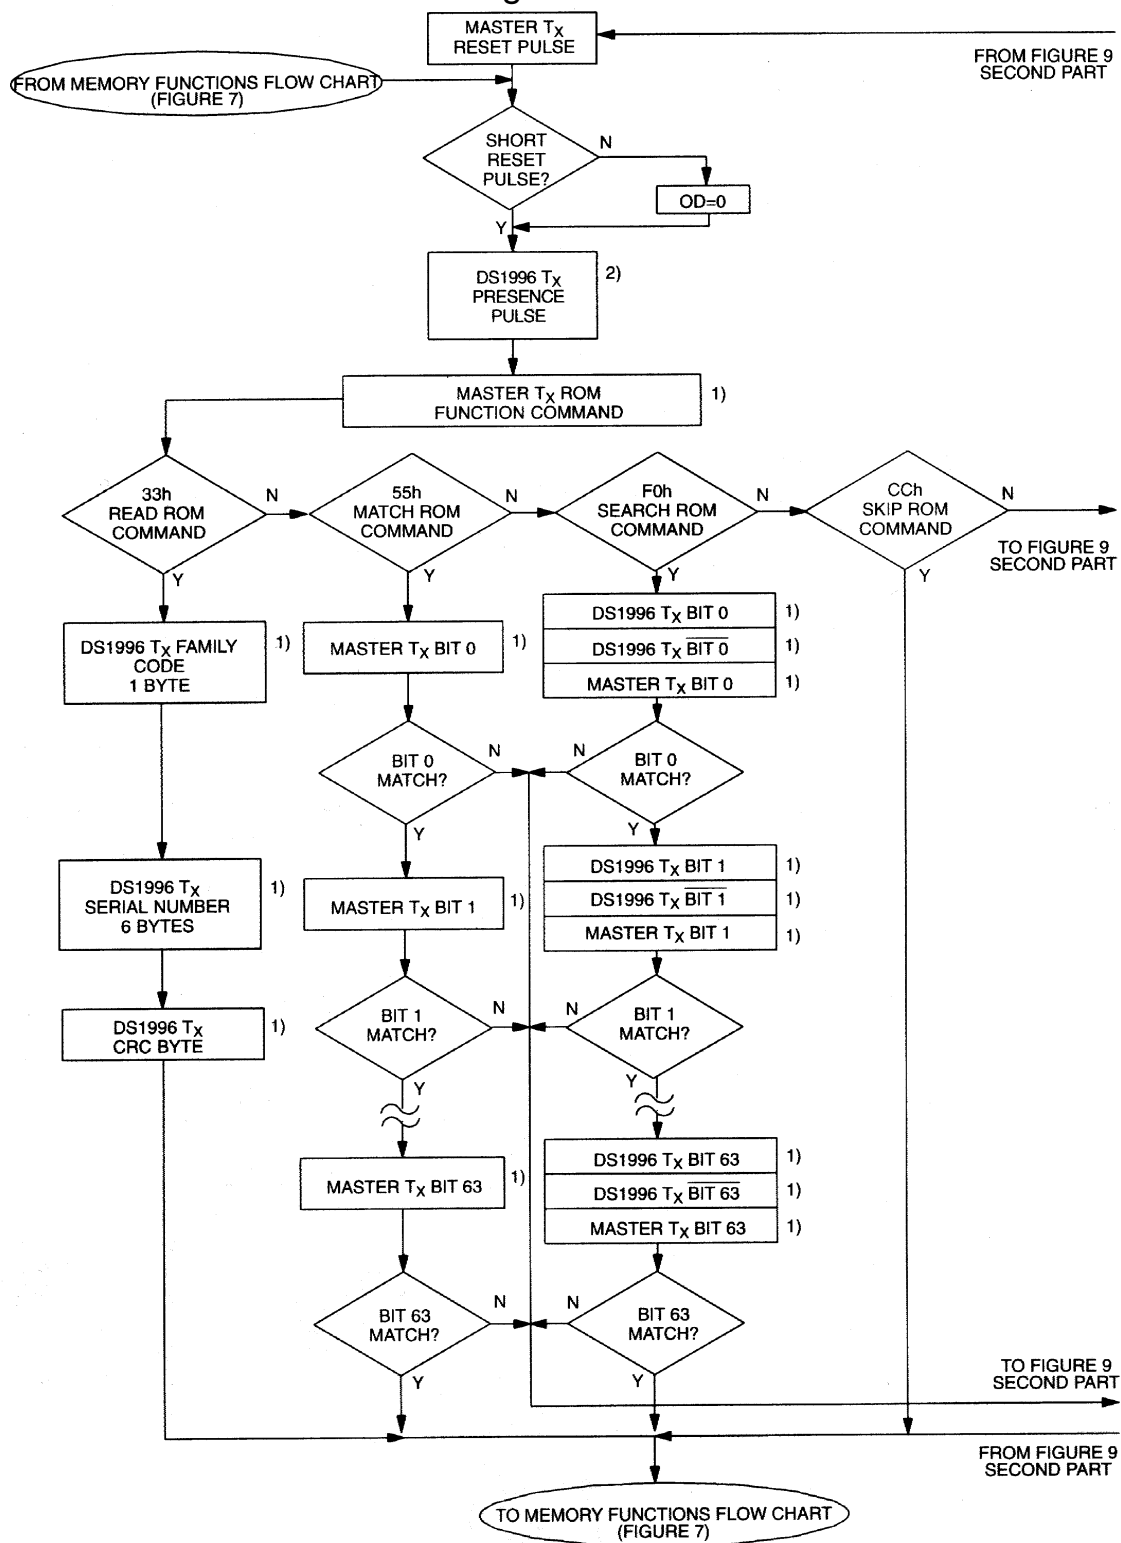 MASTER TX
RESET PULSE
FROM FIGURE 9
SECOND PART
FROM MEMORY FUNCTIONS FLOW CHART
(FIGURE 7)
SHORT
RESET
PULSE?
N
OD=0
Y
DS1996 TX
PRESENCE
PULSE
2)
MASTER TX ROM
FUNCTION COMMAND
1)
33h
READ ROM
COMMAND
N
Y
55h
MATCH ROM
COMMAND
N
Y
F0h
SEARCH ROM
COMMAND
N
Y
CCh
SKIP ROM
COMMAND
N
Y
TO FIGURE 9
SECOND PART
DS1996 TX FAMILY
CODE
1 BYTE
1)
MASTER TX BIT 0
1)
DS1996 TX BIT 0
1)
DS1996 TX BIT 0
1)
MASTER TX BIT 0
1)
BIT 0
MATCH?
N
Y
N
BIT 0
MATCH?
Y
DS1996 TX
SERIAL NUMBER
6 BYTES
1)
MASTER TX BIT 1
1)
DS1996 TX BIT 1
1)
DS1996 TX BIT 1
1)
MASTER TX BIT 1
1)
DS1996 TX
CRC BYTE
1)
BIT 1
MATCH?
N
Y
N
BIT 1
MATCH?
Y
MASTER TX BIT 63
1)
DS1996 TX BIT 63
1)
DS1996 TX BIT 63
1)
MASTER TX BIT 63
1)
BIT 63
MATCH?
N
Y
N
BIT 63
MATCH?
Y
TO FIGURE 9
SECOND PART
FROM FIGURE 9
SECOND PART
TO MEMORY FUNCTIONS FLOW CHART
(FIGURE 7)